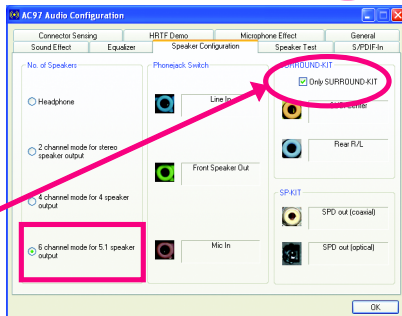 AC97 Audio Configuration
Connector Sensing
HRTF Demo
Microphone Effect
General
Sound Effect
Equalizer
Speaker Configuration
Speaker Test
S/PDIF-In
No. of Speakers
Headphone
2 channel mode for stereo
speaker output
4 channel mode for 4 speaker
output
6 channel mode for 5.1 speaker
output
Phonejack Switch
Line In
Front Speaker Out
Mic In
SURROUND-KIT
Only SURROUND-KIT
Center
Rear R/L
SP-KIT
SPD out (coaxial)
SPD out (optical)
OK